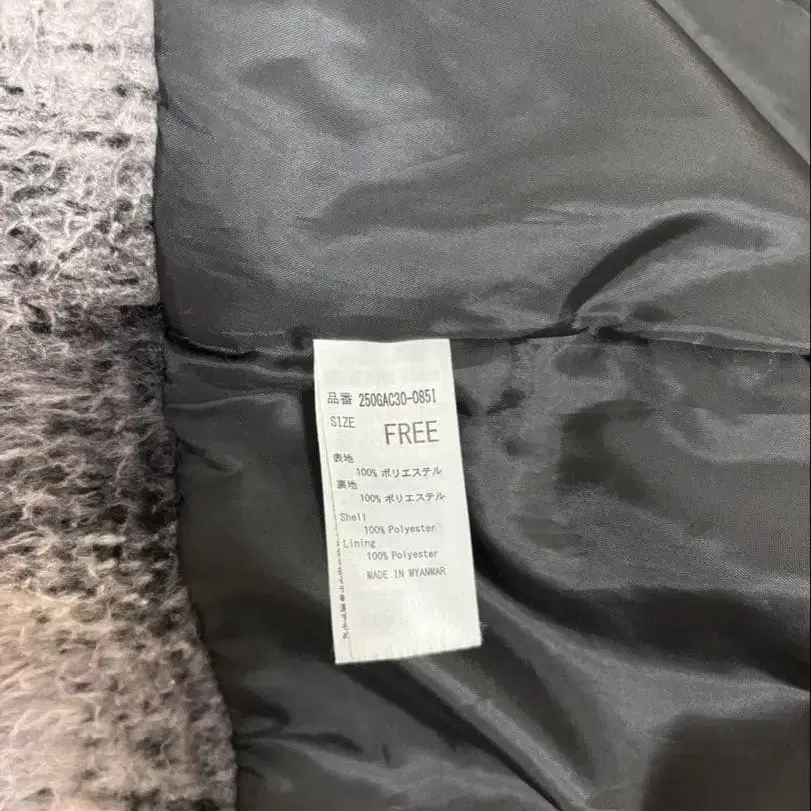 品番 250GAC30-0851
SIZE
FREE
表地
100% ポリエステル
裏地
100% ポリエステル
Shell
100% Polyester
Lining
100% Polyester
MADE IN MYANMAR